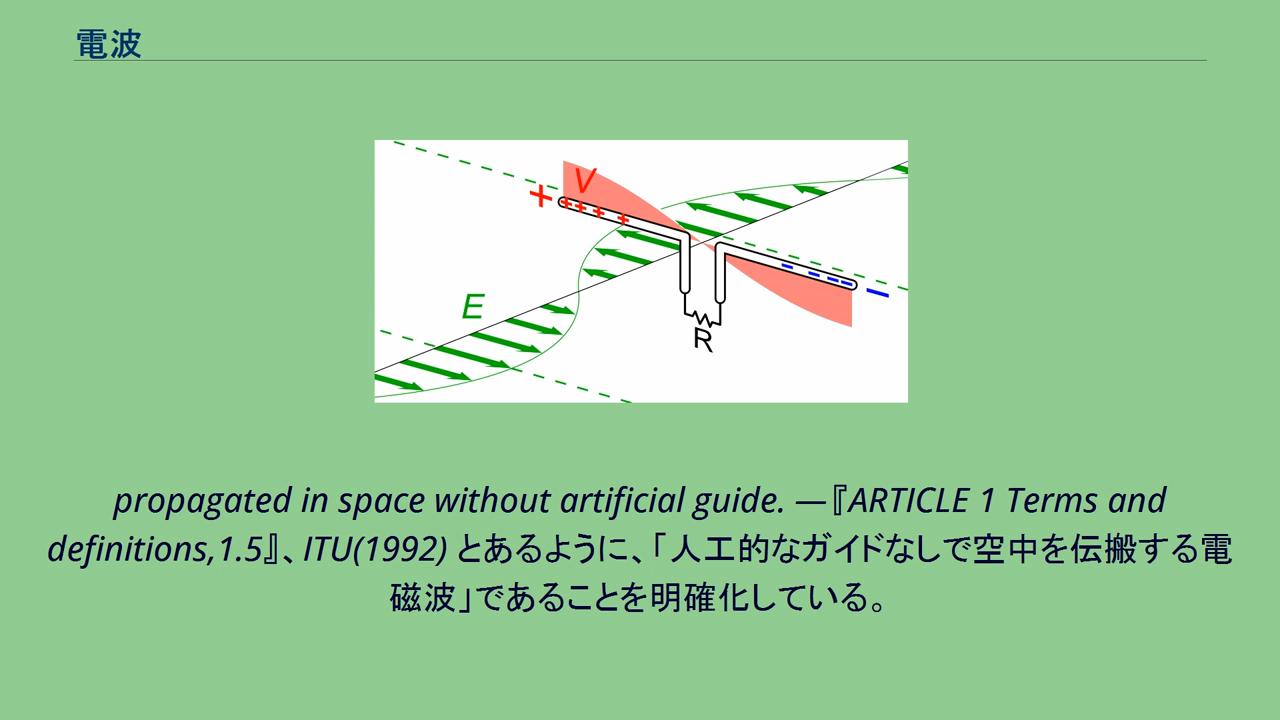 電波
+ V
E
R
propagated in space without artificial guide. —『ARTICLE 1 Terms and
definitions,1.5』、ITU(1992) とあるように、「人工的なガイドなしで空中を伝搬する電
磁波」であることを明確化している。